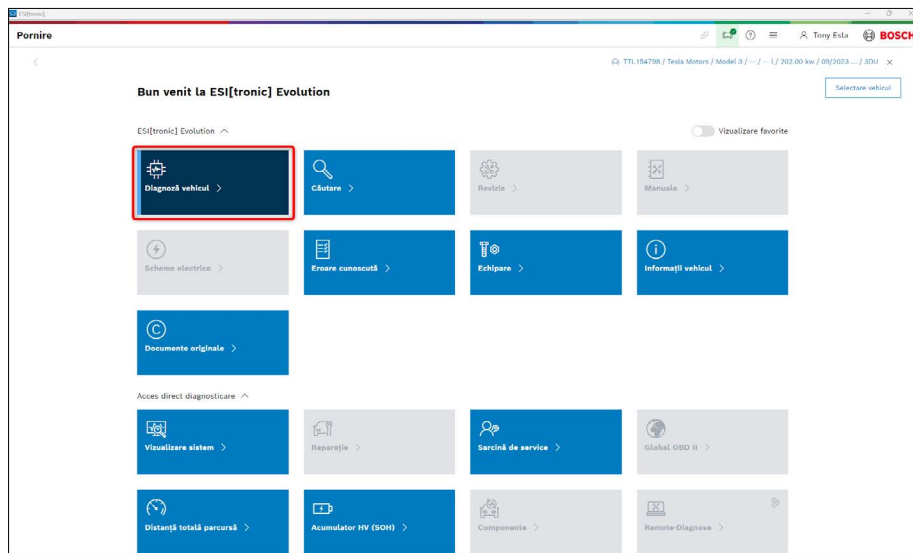 ESI[tronic]
Pornire
Tony Esla
BOSCH
TTL154798 / Tesla Motors / Model 3 / -- / -- l / 202.00 kw / 09/2023 ... / 3DU
Selectare vehicul
Bun venit la ESI[tronic] Evolution
ESI[tronic] Evolution
Vizualizare favorite
Diagnoză vehicul
Căutare
Revizie
Manuale
Scheme electrice
Eroare cunoscută
Echipare
Informații vehicul
Documente originale
Acces direct diagnosticare
Vizualizare sistem
Reparație
Sarcină de service
Global OBD II
Distanță totală parcursă
Acumulator HV (SOH)
Componente
Remote-Diagnose